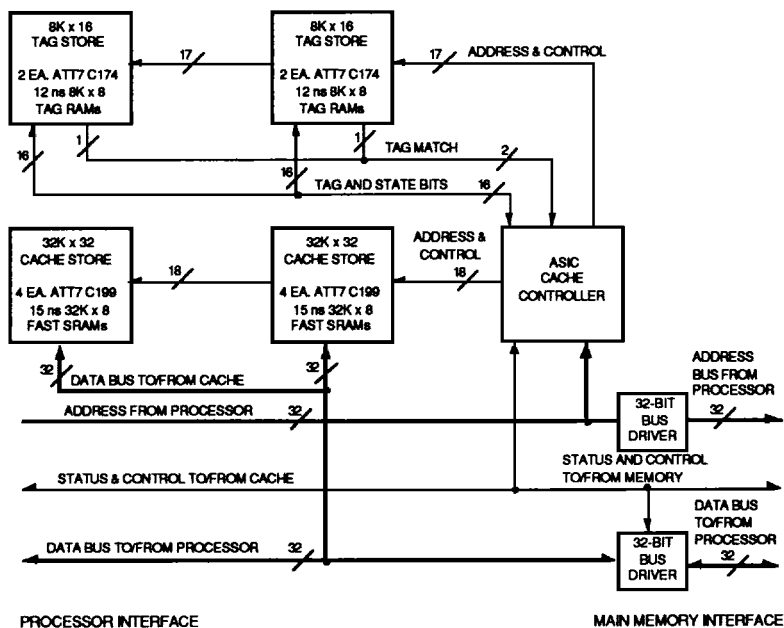 8K x 16
TAG STORE
2 EA. ATT7 C174
12 ns 8K x 8
TAG RAMs
8K x 16
TAG STORE
2 EA. ATT7 C174
12 ns 8K x 8
TAG RAMs
17
17
ADDRESS & CONTROL
16
1
16
1
TAG MATCH
2
TAG AND STATE BITS
16
32K x 32
CACHE STORE
4 EA. ATT7 C199
15 ns 32K x 8
FAST SRAMs
18
32K x 32
CACHE STORE
4 EA. ATT7 C199
15 ns 32K x 8
FAST SRAMs
ADDRESS &
CONTROL
18
ASIC
CACHE
CONTROLLER
32
DATA BUS TO/FROM CACHE
32
ADDRESS FROM PROCESSOR
32
32-BIT
BUS
DRIVER
ADDRESS
BUS FROM
PROCESSOR
32
STATUS & CONTROL TO/FROM CACHE
STATUS AND CONTROL
TO/FROM MEMORY
DATA BUS TO/FROM PROCESSOR
32
32-BIT
BUS
DRIVER
DATA BUS
TO/FROM
PROCESSOR
32
PROCESSOR INTERFACE
MAIN MEMORY INTERFACE